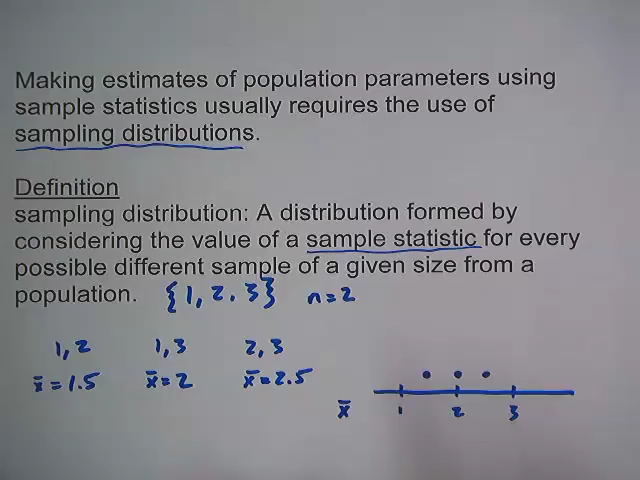 Making estimates of population parameters using
sample statistics usually requires the use of
sampling distributions.
Definition
sampling distribution: A distribution formed by
considering the value of a sample statistic for every
possible different sample of a given size from a
population. {1, 2, 3} n=2
1, 2 1, 3 2, 3
x̄=1.5 x̄=2 x̄=2.5
x̄ 1 2 3